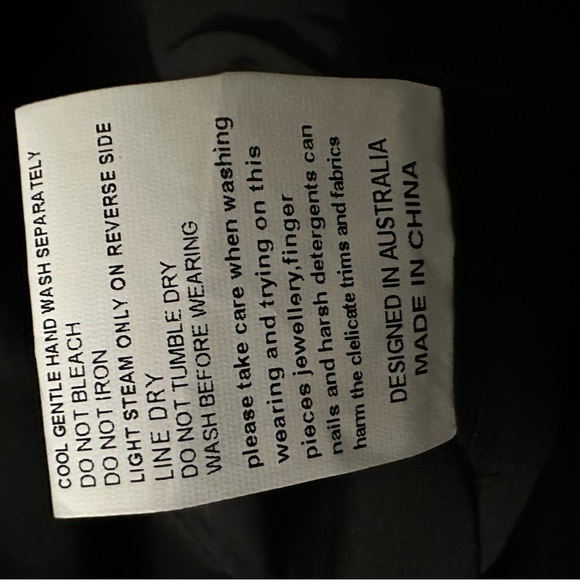 COOL GENTLE HAND WASH SEPARATELY
DO NOT BLEACH
DO NOT IRON
LIGHT STEAM ONLY ON REVERSE SIDE
LINE DRY
DO NOT TUMBLE DRY
WASH BEFORE WEARING
please take care when washing
wearing and trying on this
pieces jewellery,finger
nails and harsh detergents can
harm the clelicate trims and fabrics
DESIGNED IN AUSTRALIA
MADE IN CHINA